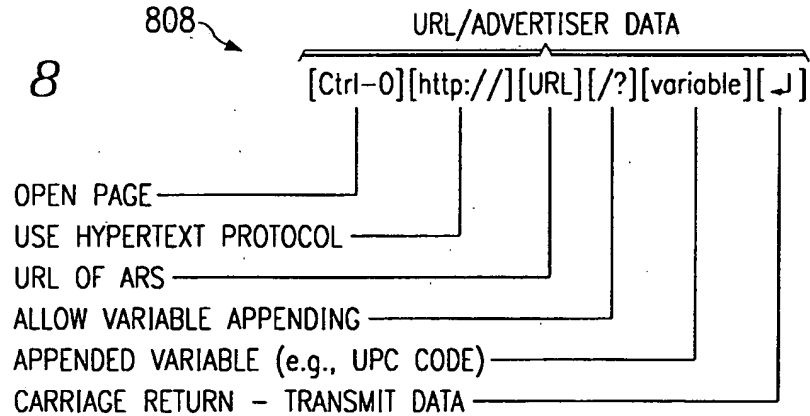 808
URL/ADVERTISER DATA
8
[Ctrl-O][http://][URL][/?][variable][↵]
OPEN PAGE
USE HYPERTEXT PROTOCOL
URL OF ARS
ALLOW VARIABLE APPENDING
APPENDED VARIABLE (e.g., UPC CODE)
CARRIAGE RETURN - TRANSMIT DATA